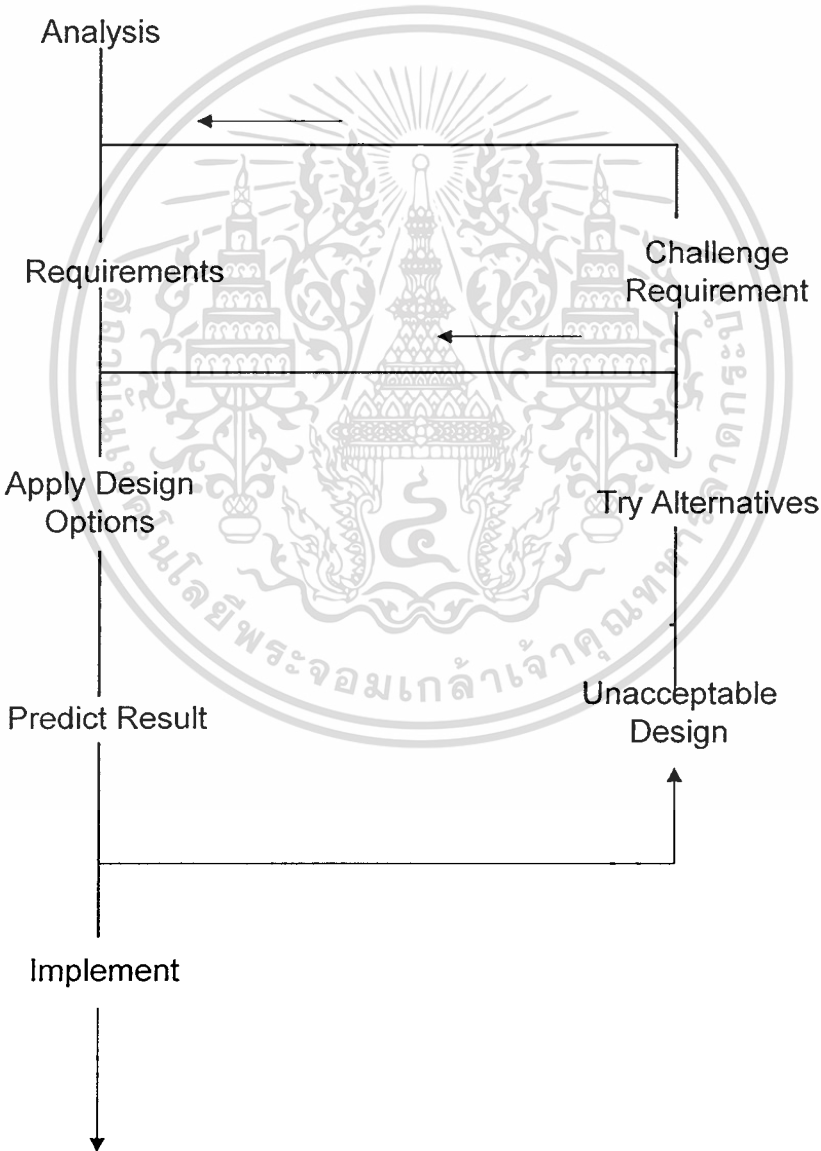 Analysis
Requirements
Challenge
Requirement
Apply Design
Options
Try Alternatives
Predict Result
Unacceptable
Design
Implement